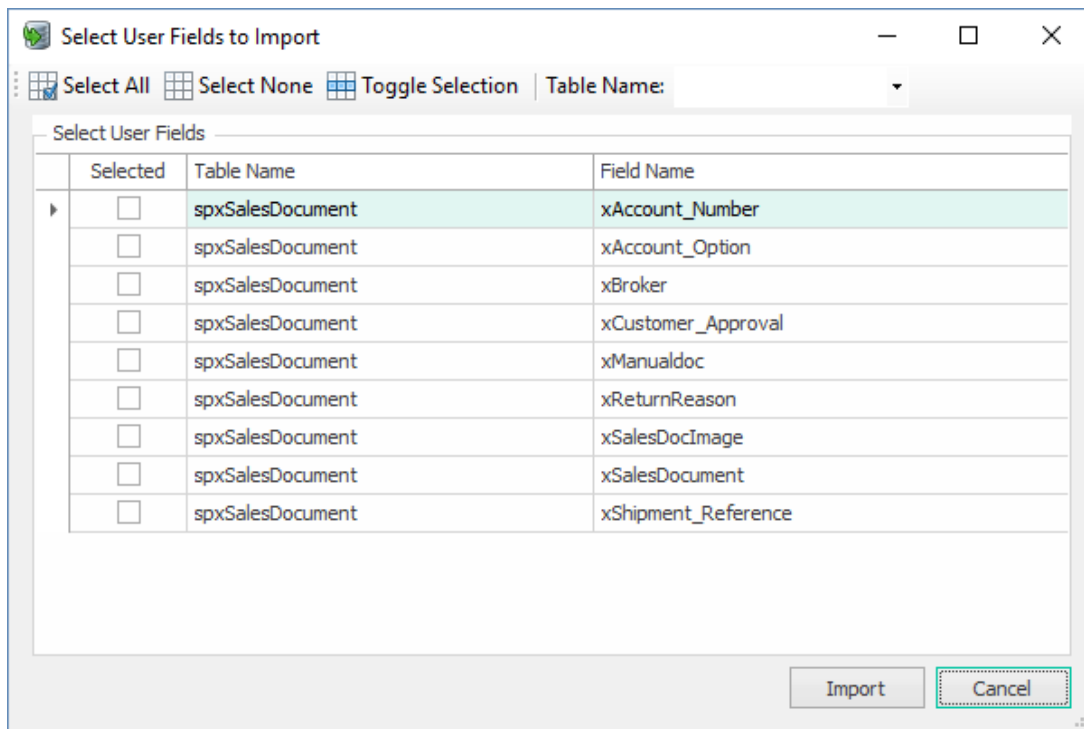 Select User Fields to Import
Select All Select None Toggle Selection Table Name:
Select User Fields
Selected Table Name Field Name
spxSalesDocument xAccount_Number
spxSalesDocument xAccount_Option
spxSalesDocument xBroker
spxSalesDocument xCustomer_Approval
spxSalesDocument xManualdoc
spxSalesDocument xReturnReason
spxSalesDocument xSalesDocImage
spxSalesDocument xSalesDocument
spxSalesDocument xShipment_Reference
Import Cancel